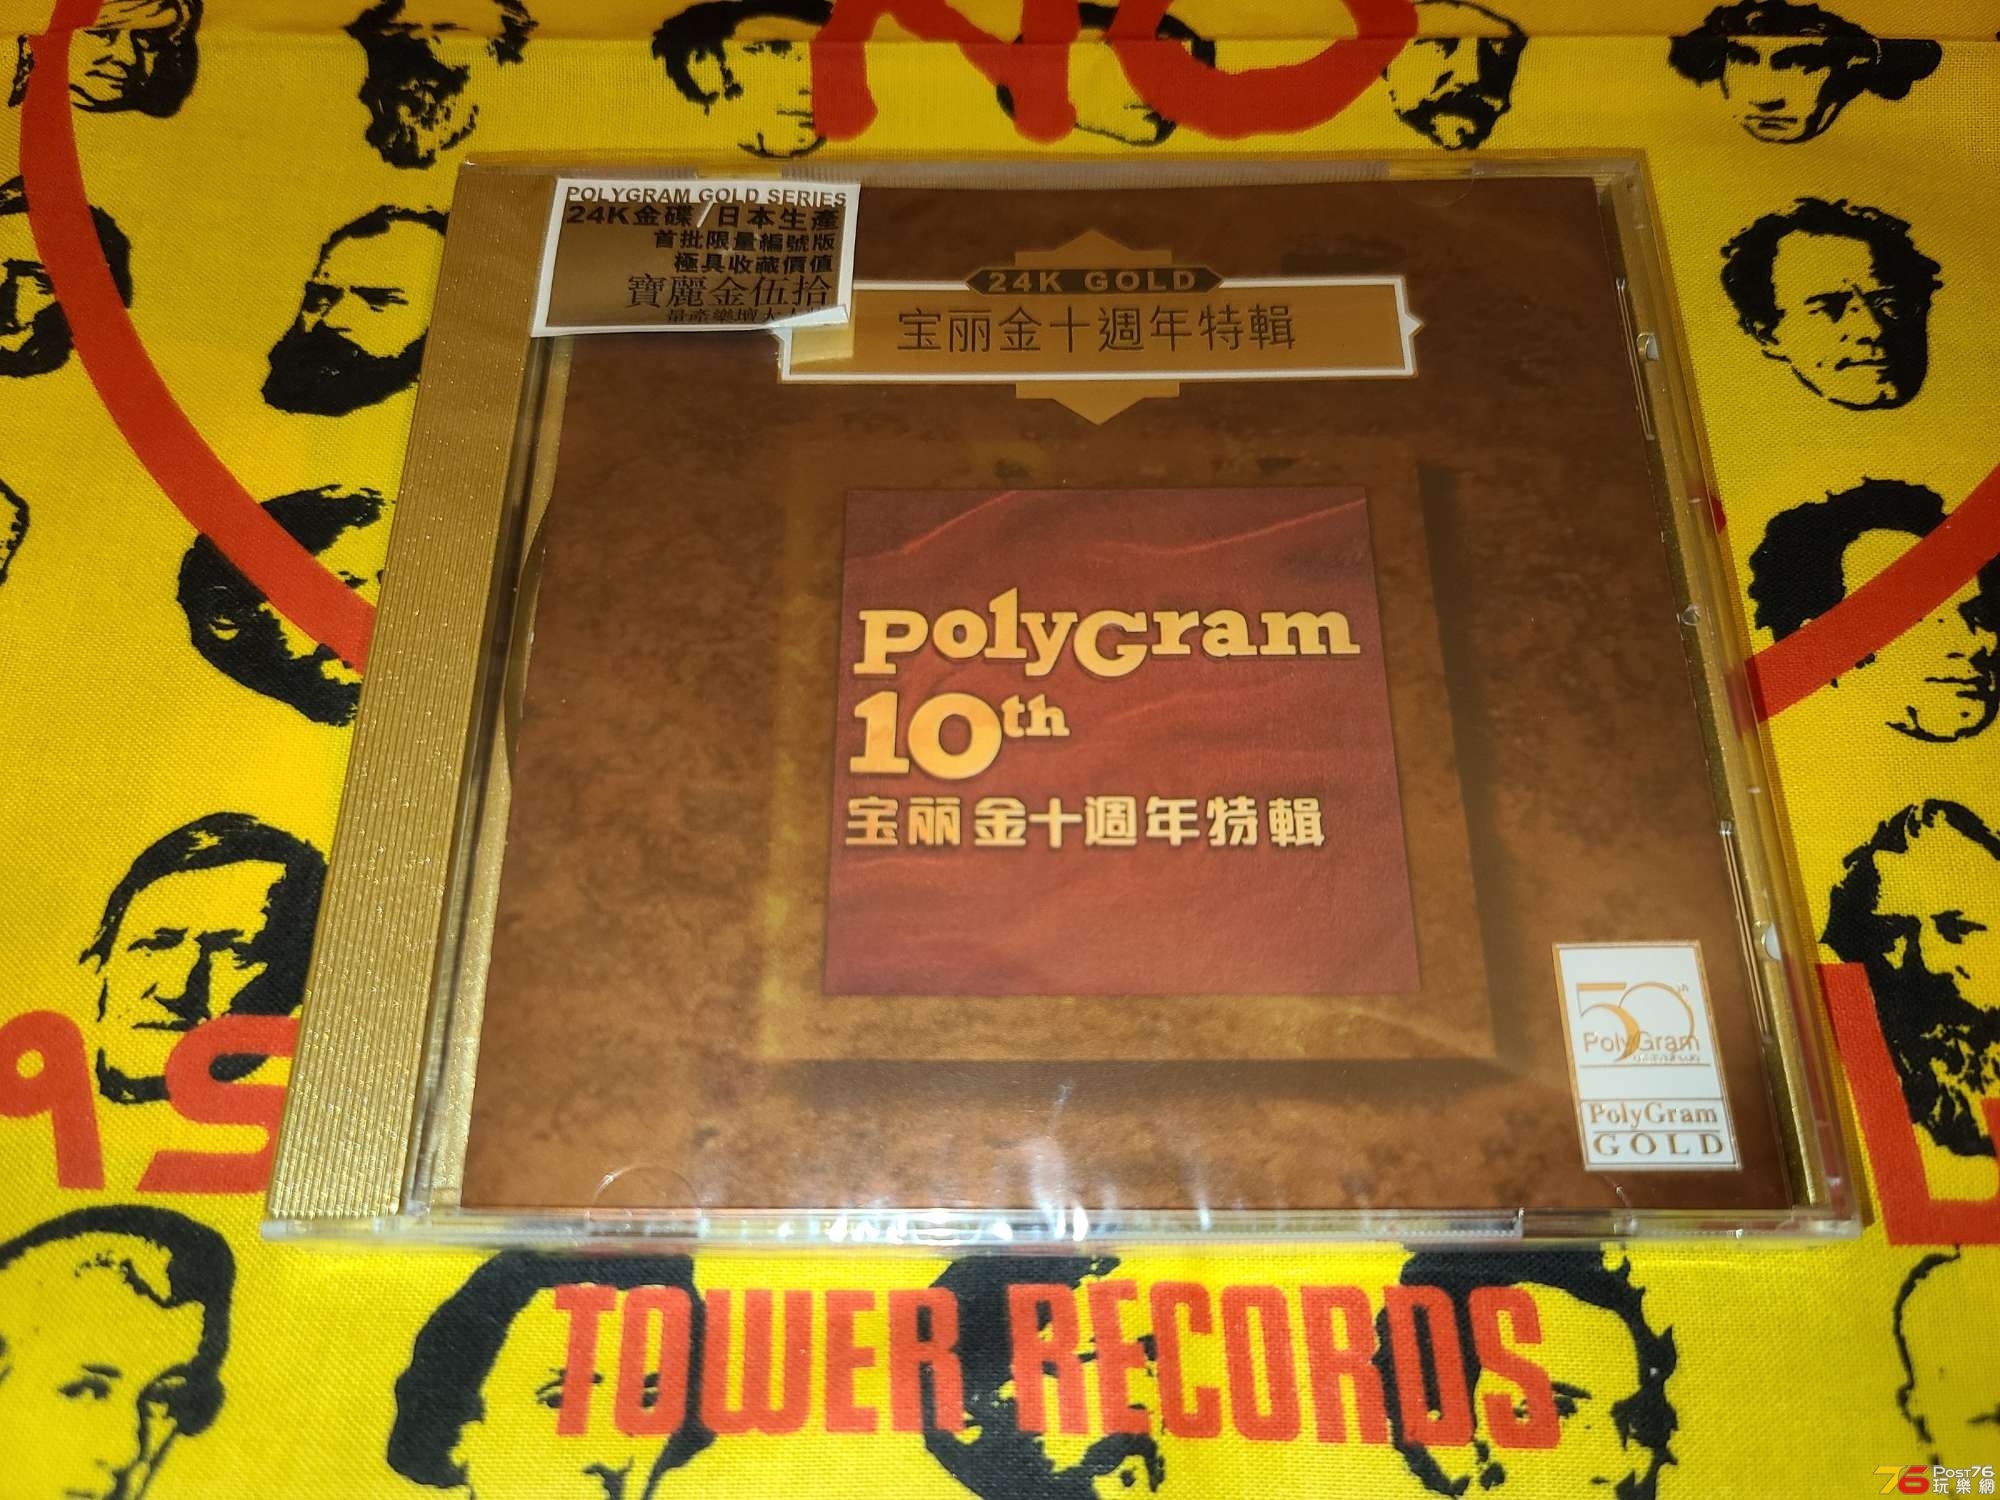 NO
POLYGRAM GOLD SERIES
24K金碟/日本生產
首批限量編號版
極具收藏價值
寶麗金伍拾
24K GOLD
宝丽金十週年特輯
PolyGram
10th
宝丽金十週年特輯
50th
PolyGram
PolyGram
GOLD
TOWER RECORDS
76 POST76
玩樂網